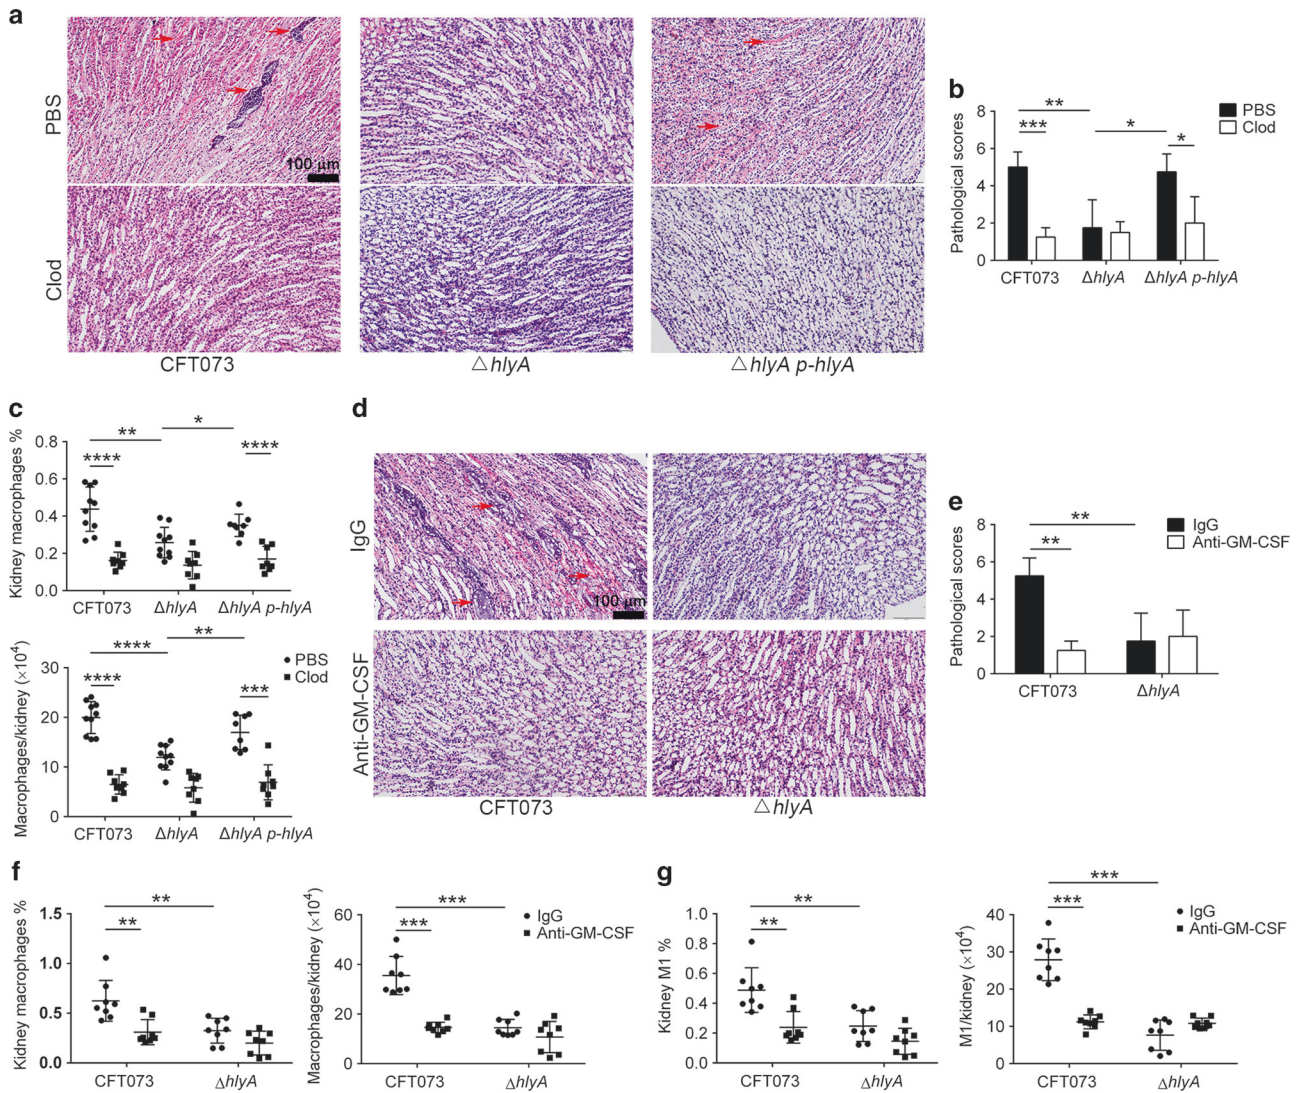 a
PBS
Clod
100 µm
CFT073
△hlyA
△hlyA p-hlyA
b
Pathological scores
8
6
4
2
0
**
***
*
*
PBS
Clod
CFT073
ΔhlyA
ΔhlyA p-hlyA
c
Kidney macrophages %
0.8
0.6
0.4
0.2
0.0
**
*
****
****
CFT073
ΔhlyA
ΔhlyA p-hlyA
Macrophages/kidney (×10⁴)
30
20
10
0
****
**
****
***
PBS
Clod
CFT073
ΔhlyA
ΔhlyA p-hlyA
d
IgG
Anti-GM-CSF
100 µm
CFT073
△hlyA
e
Pathological scores
8
6
4
2
0
**
**
IgG
Anti-GM-CSF
CFT073
ΔhlyA
f
Kidney macrophages %
1.5
1.0
0.5
0.0
**
**
CFT073
ΔhlyA
Macrophages/kidney (×10⁴)
60
40
20
0
***
***
IgG
Anti-GM-CSF
CFT073
ΔhlyA
g
Kidney M1 %
1.0
0.8
0.6
0.4
0.2
0.0
**
**
CFT073
ΔhlyA
M1/kidney (×10⁴)
40
30
20
10
0
***
***
IgG
Anti-GM-CSF
CFT073
ΔhlyA